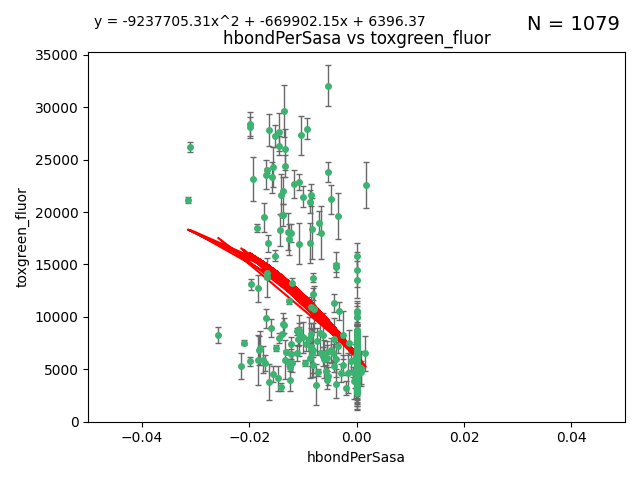 y = -9237705.31x^2 + -669902.15x + 6396.37
N = 1079
hbondPerSasa vs toxgreen_fluor
35000
30000
25000
20000
15000
10000
5000
0
toxgreen_fluor
−0.04
−0.02
0.00
0.02
0.04
hbondPerSasa